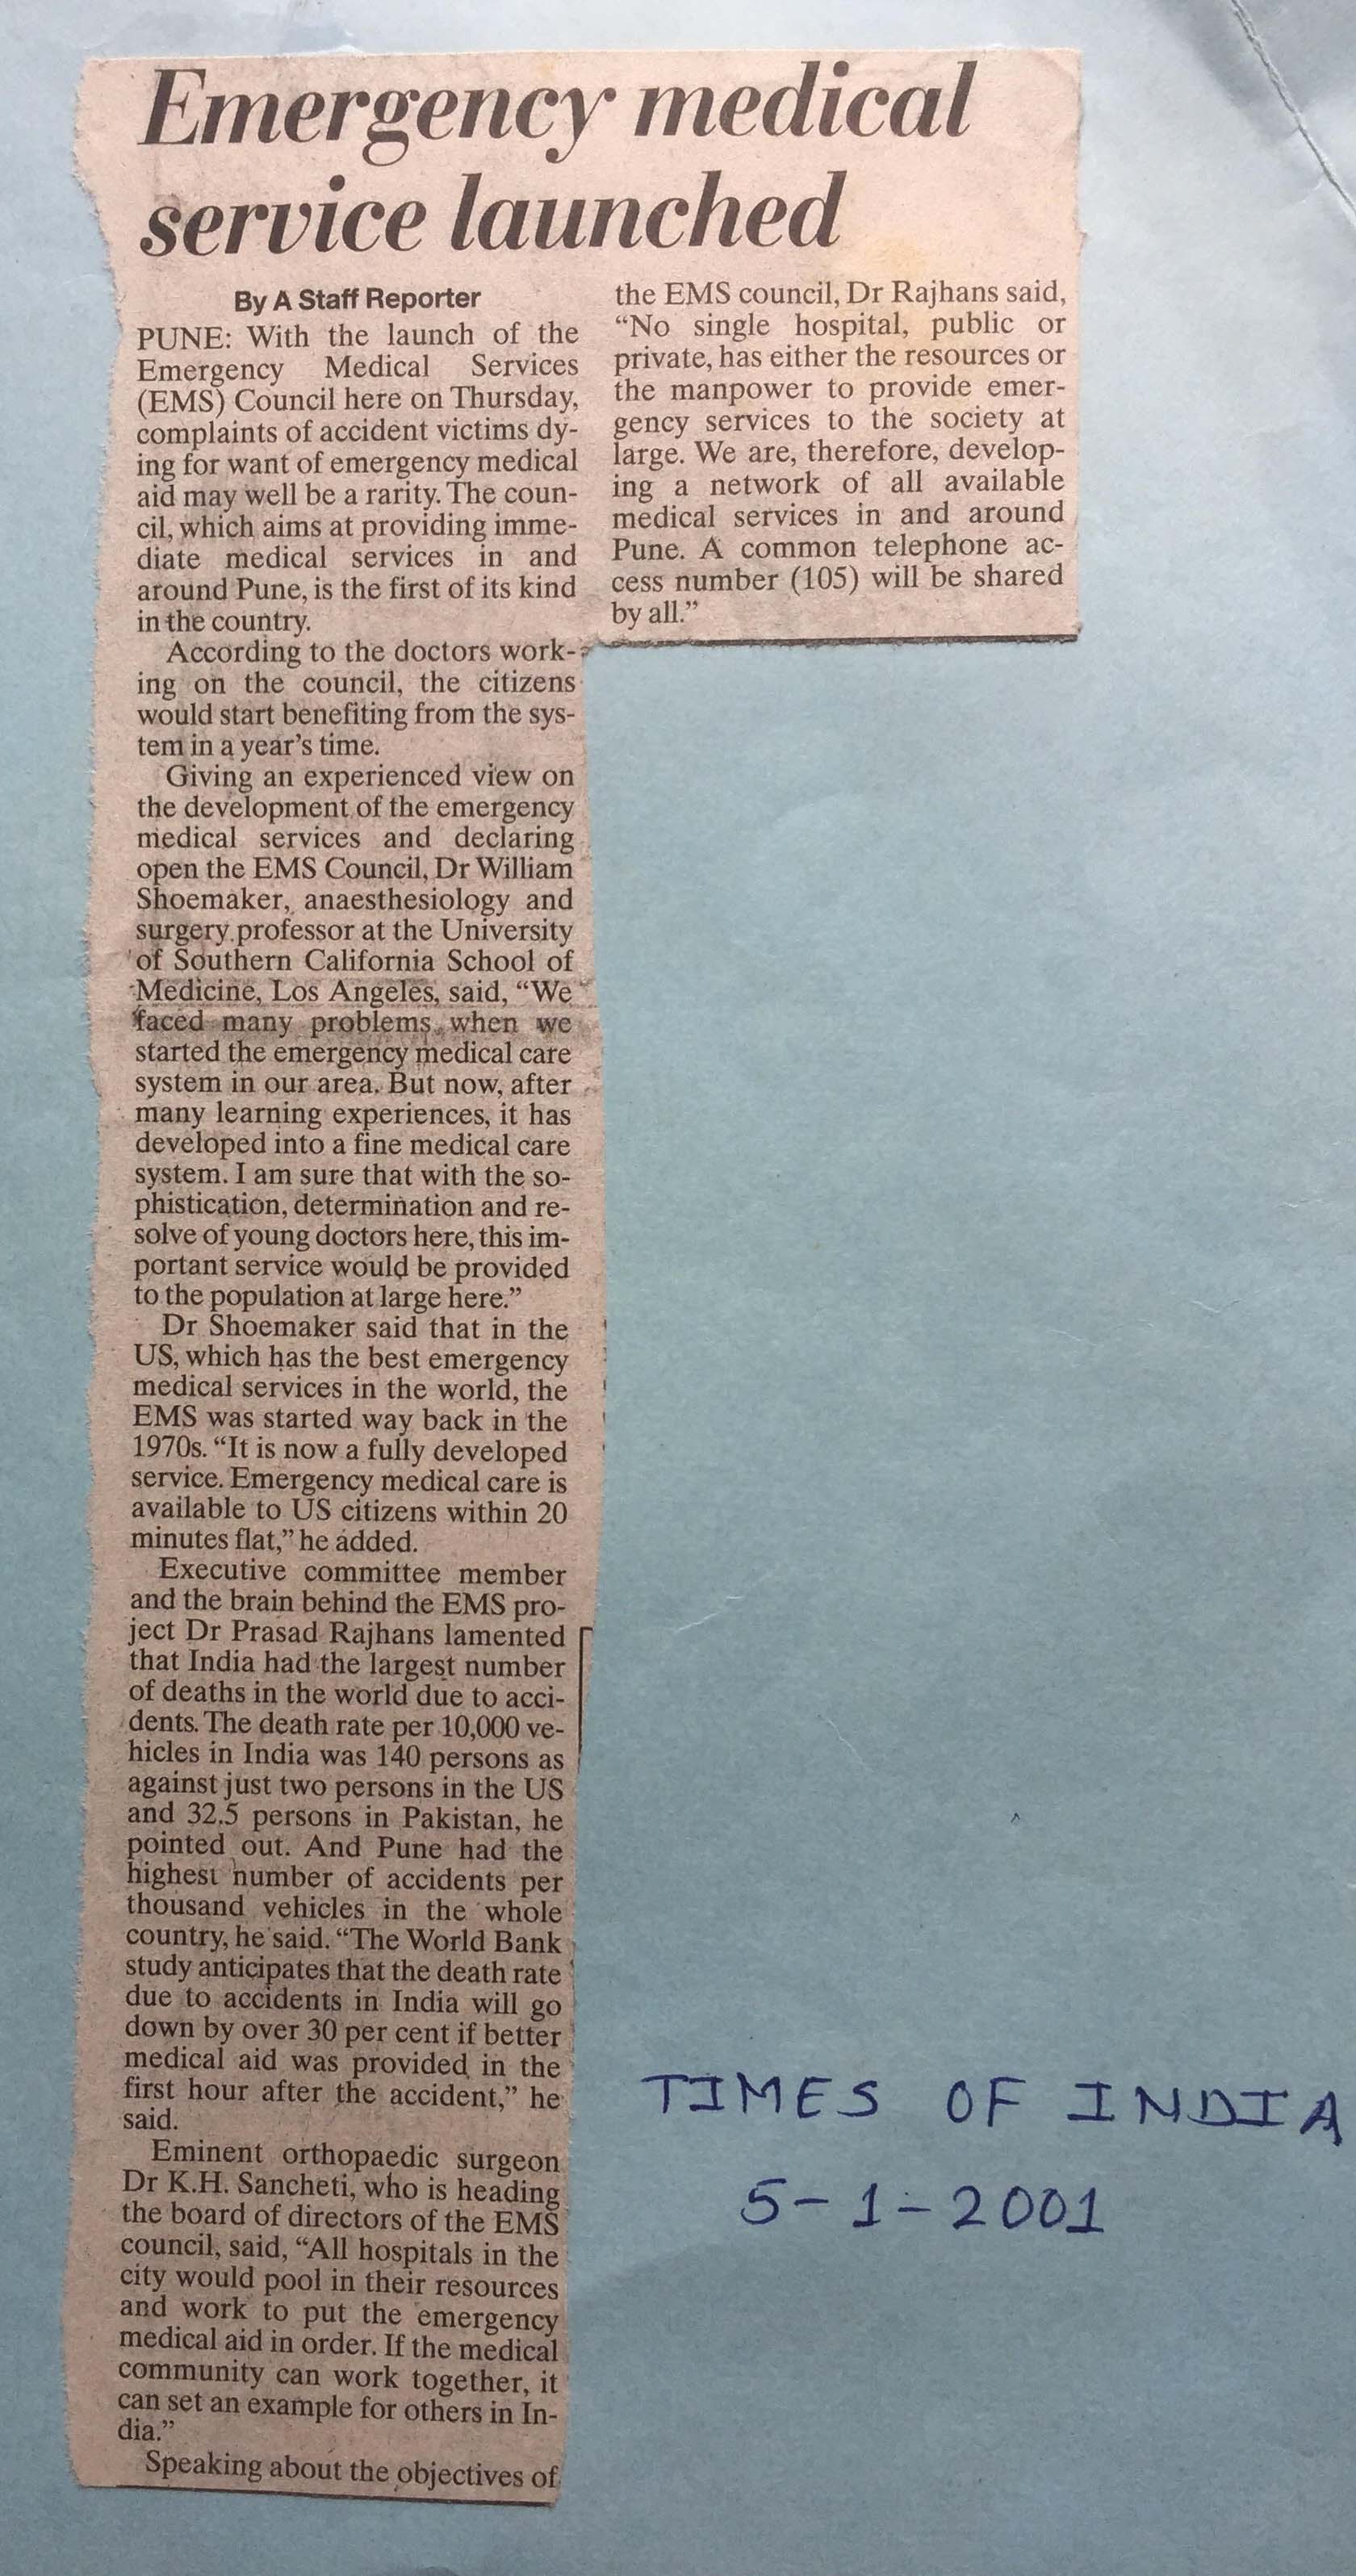 Emergency medical
service launched
By A Staff Reporter
PUNE: With the launch of the
Emergency Medical Services
(EMS) Council here on Thursday,
complaints of accident victims dy-
ing for want of emergency medical
aid may well be a rarity. The coun-
cil, which aims at providing imme-
diate medical services in and
around Pune, is the first of its kind
in the country.
According to the doctors work-
ing on the council, the citizens
would start benefiting from the sys-
tem in a year's time.
Giving an experienced view on
the development of the emergency
medical services and declaring
open the EMS Council, Dr William
Shoemaker, anaesthesiology and
surgery professor at the University
of Southern California School of
Medicine, Los Angeles, said, “We
faced many problems when we
started the emergency medical care
system in our area. But now, after
many learning experiences, it has
developed into a fine medical care
system. I am sure that with the so-
phistication, determination and re-
solve of young doctors here, this im-
portant service would be provided
to the population at large here.”
Dr Shoemaker said that in the
US, which has the best emergency
medical services in the world, the
EMS was started way back in the
1970s. “It is now a fully developed
service. Emergency medical care is
available to US citizens within 20
minutes flat,” he added.
Executive committee member
and the brain behind the EMS pro-
ject Dr Prasad Rajhans lamented
that India had the largest number
of deaths in the world due to acci-
dents. The death rate per 10,000 ve-
hicles in India was 140 persons as
against just two persons in the US
and 32.5 persons in Pakistan, he
pointed out. And Pune had the
highest number of accidents per
thousand vehicles in the whole
country, he said. “The World Bank
study anticipates that the death rate
due to accidents in India will go
down by over 30 per cent if better
medical aid was provided in the
first hour after the accident,” he
said.
Eminent orthopaedic surgeon
Dr K.H. Sancheti, who is heading
the board of directors of the EMS
council, said, “All hospitals in the
city would pool in their resources
and work to put the emergency
medical aid in order. If the medical
community can work together, it
can set an example for others in In-
dia.”
Speaking about the objectives of
the EMS council, Dr Rajhans said,
“No single hospital, public or
private, has either the resources or
the manpower to provide emer-
gency services to the society at
large. We are, therefore, develop-
ing a network of all available
medical services in and around
Pune. A common telephone ac-
cess number (105) will be shared
by all.”
TIMES OF INDIA
5-1-2001